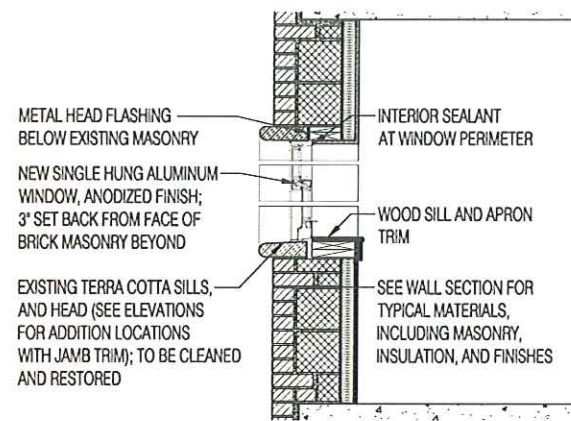 METAL HEAD FLASHING
BELOW EXISTING MASONRY
NEW SINGLE HUNG ALUMINUM
WINDOW, ANODIZED FINISH;
3" SET BACK FROM FACE OF
BRICK MASONRY BEYOND
EXISTING TERRA COTTA SILLS,
AND HEAD (SEE ELEVATIONS
FOR ADDITION LOCATIONS
WITH JAMB TRIM); TO BE CLEANED
AND RESTORED
INTERIOR SEALANT
AT WINDOW PERIMETER
WOOD SILL AND APRON
TRIM
SEE WALL SECTION FOR
TYPICAL MATERIALS,
INCLUDING MASONRY,
INSULATION, AND FINISHES